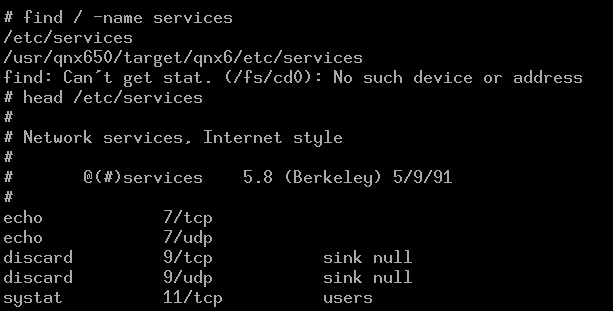 # find / -name services
/etc/services
/usr/qnx650/target/qnx6/etc/services
find: Can´t get stat. (/fs/cd0): No such device or address
# head /etc/services
#
# Network services, Internet style
#
#       @(#)services    5.8 (Berkeley) 5/9/91
#
echo            7/tcp
echo            7/udp
discard         9/tcp           sink null
discard         9/udp           sink null
systat          11/tcp          users